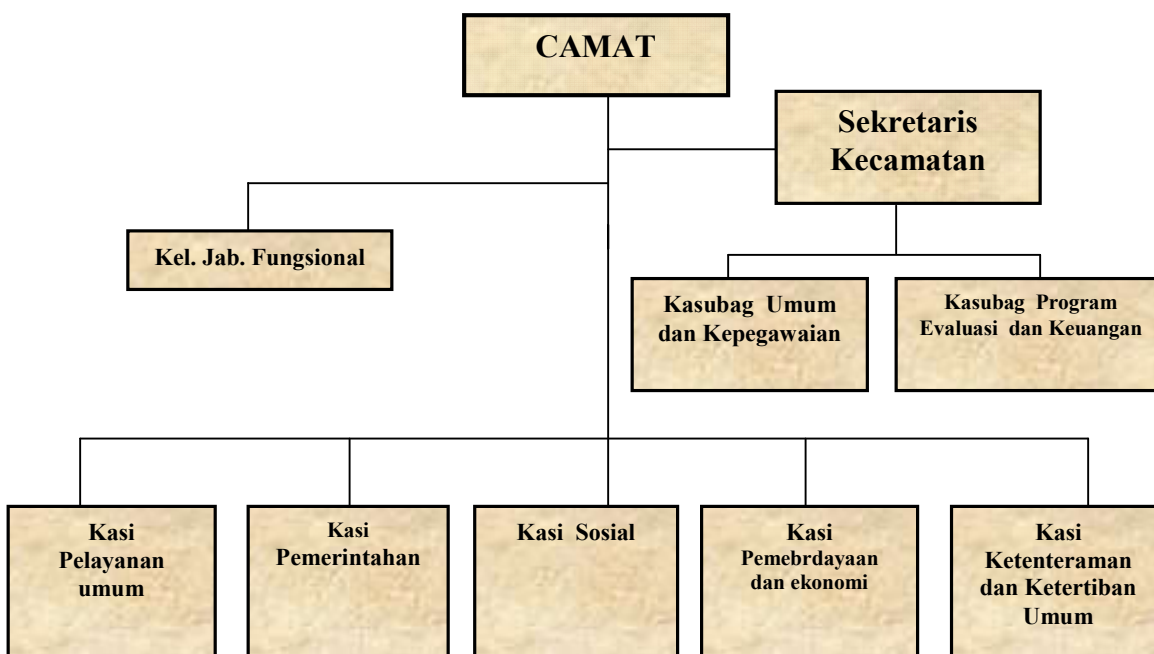 CAMAT
Sekretaris
Kecamatan
Kel. Jab. Fungsional
Kasubag Umum
dan Kepegawaian
Kasubag Program
Evaluasi dan Keuangan
Kasi
Pelayanan
umum
Kasi
Pemerintahan
Kasi Sosial
Kasi
Pemebrdayaan
dan ekonomi
Kasi
Ketenteraman
dan Ketertiban
Umum